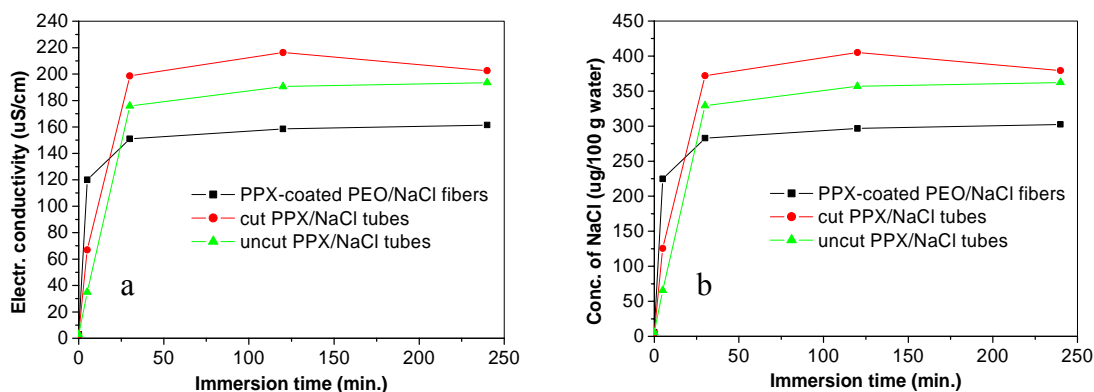 240
220
200
180
160
140
120
100
80
60
40
20
0
Electr. conductivity (uS/cm)
PPX-coated PEO/NaCl fibers
cut PPX/NaCl tubes
uncut PPX/NaCl tubes
a
0 50 100 150 200 250
Immersion time (min.)
450
400
350
300
250
200
150
100
50
0
Conc. of NaCl (ug/100 g water)
PPX-coated PEO/NaCl fibers
cut PPX/NaCl tubes
uncut PPX/NaCl tubes
b
0 50 100 150 200 250
Immersion time (min.)